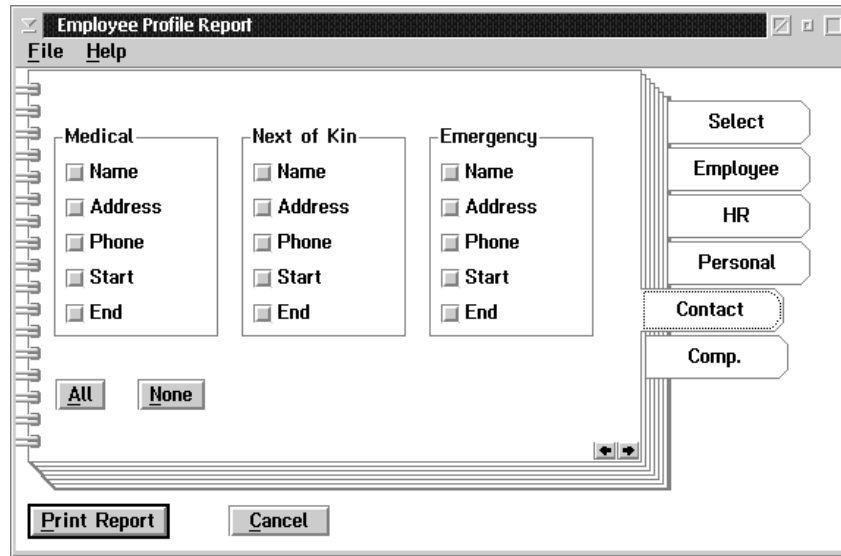 Employee Profile Report
File Help
Medical
Name
Address
Phone
Start
End
Next of Kin
Name
Address
Phone
Start
End
Emergency
Name
Address
Phone
Start
End
All None
Select
Employee
HR
Personal
Contact
Comp.
Print Report Cancel